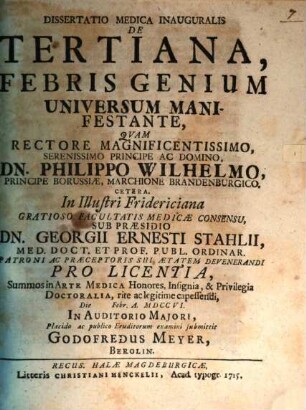 7
DISSERTATIO MEDICA INAUGURALIS
DE
TERTIANA,
FEBRIS GENIUM
UNIVERSUM MANI-
FESTANTE,
QVAM
RECTORE MAGNIFICENTISSIMO,
SERENISSIMO PRINCIPE AC DOMINO,
DN. PHILIPPO WILHELMO,
PRINCIPE BORUSSIÆ, MARCHIONE BRANDENBURGICO,
CETERA.
In Illustri Fridericiana
GRATIOSO FACULTATIS MEDICÆ CONSENSU,
SUB PRÆSIDIO
DN. GEORGII ERNESTI STAHLII,
MED. DOCT. ET PROF. PUBL. ORDINAR.
PATRONI AC PRÆCEPTORIS SUI, ÆTATEM DEVENERANDI
PRO LICENTIA,
Summos in ARTE MEDICA Honores, Insignia, & Privilegia
DOCTORALIA, rite ac legitime capessendi,
Die Febr. A. MDCCVI.
IN AUDITORIO MAJORI,
Placido ac publico Eruditorum examini submittit
GODOFREDUS MEYER,
BEROLIN.
RECUS. HALÆ MAGDEBURGICÆ,
Litteris CHRISTIANI HENCKELII, Acad. typogr. 1715.